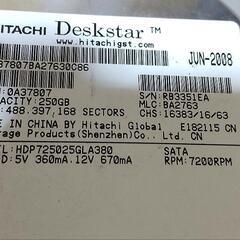 HITACHI Deskstar™
www.hitachigst.com JUN-2008
37807BA27630C86
:0A37807 S/N: RB3351EA
ACITY:250GB MLC: BA2763
:488,397,168 SECTORS CHS: 16383/16/63
E IN CHINA BY Hitachi Global E182115 CN
rage Products(Shenzhen)Co., Ltd. CN
L:HDP725025GLA380 SATA
D:5V 360mA.12V 670mA RPM:7200RPM